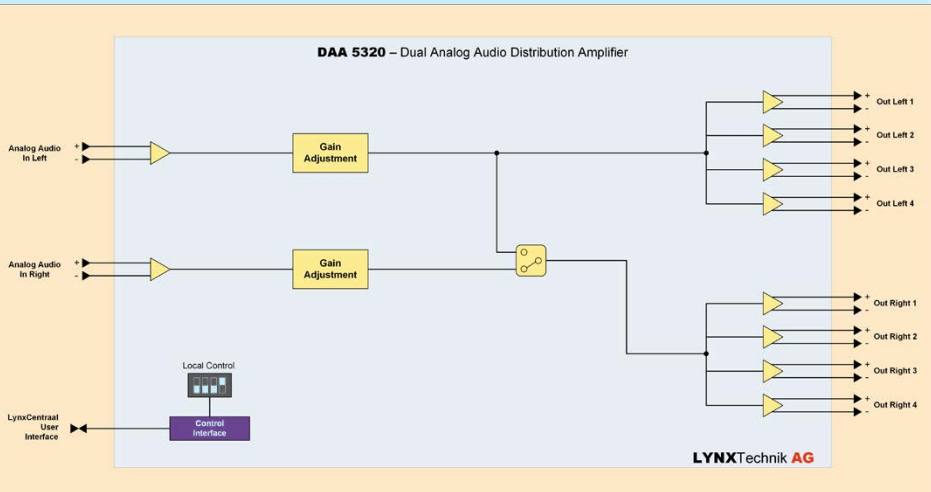 DAA 5320 – Dual Analog Audio Distribution Amplifier
Analog Audio
In Left
+
-
Gain
Adjustment
+
-
Out Left 1
+
-
Out Left 2
+
-
Out Left 3
+
-
Out Left 4
Analog Audio
In Right
+
-
Gain
Adjustment
+
-
Out Right 1
+
-
Out Right 2
+
-
Out Right 3
+
-
Out Right 4
Local Control
LynxCentraal
User
Interface
Control
Interface
LYNXTechnik AG